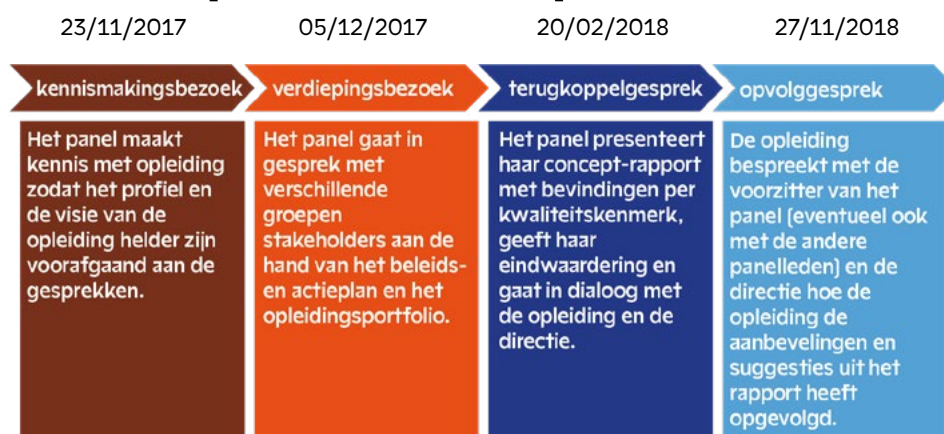 23/11/2017
05/12/2017
20/02/2018
27/11/2018
kennismakingsbezoek
verdiepingsbezoek
terugkoppelgesprek
opvolggesprek
Het panel maakt
kennis met opleiding
zodat het profiel en
de visie van de
opleiding helder zijn
voorafgaand aan de
gesprekken.
Het panel gaat in
gesprek met
verschillende
groepen
stakeholders aan de
hand van het beleids-
en actieplan en het
opleidingsportfolio.
Het panel presenteert
haar concept-rapport
met bevindingen per
kwaliteitskenmerk,
geeft haar
eindwaardering en
gaat in dialoog met
de opleiding en de
directie.
De opleiding
bespreekt met de
voorzitter van het
panel (eventueel ook
met de andere
panelleden) en de
directie hoe de
opleiding de
aanbevelingen en
suggesties uit het
rapport heeft
opgevolgd.